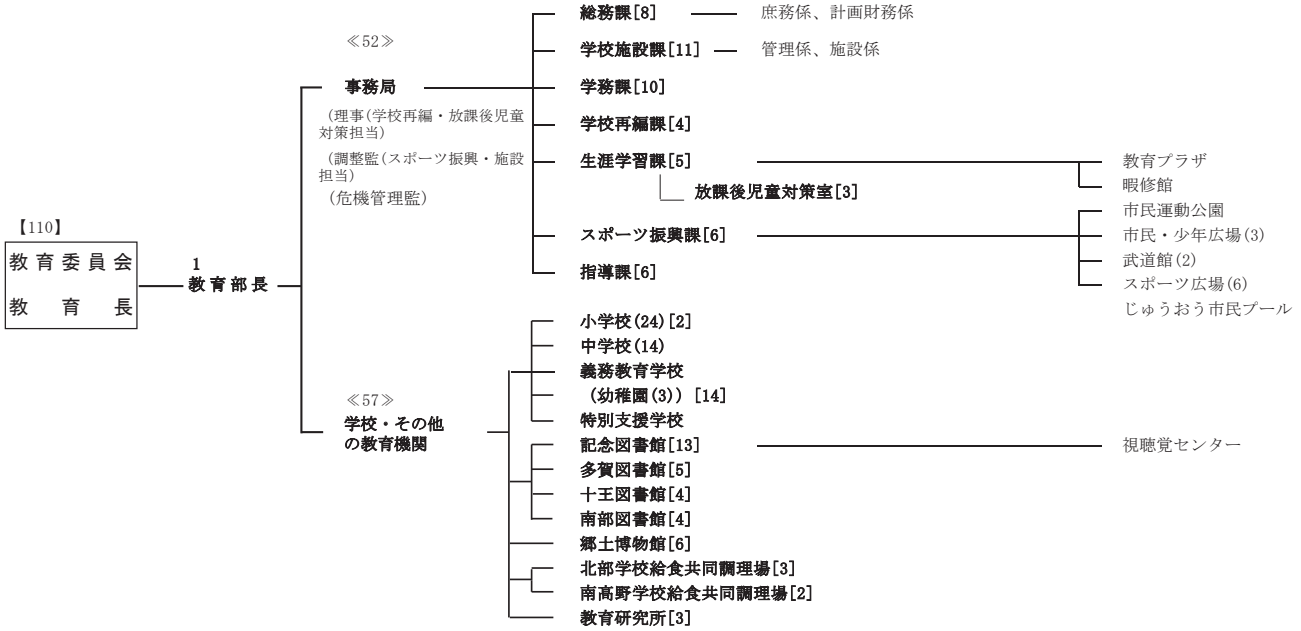 【110】
教育委員会
教育長
1
教育部長
≪52≫
事務局
(理事(学校再編・放課後児童
対策担当)
(調整監(スポーツ振興・施設
担当)
(危機管理監)
総務課[8]
庶務係、計画財務係
学校施設課[11]
管理係、施設係
学務課[10]
学校再編課[4]
生涯学習課[5]
教育プラザ
暇修館
放課後児童対策室[3]
スポーツ振興課[6]
市民運動公園
市民・少年広場(3)
武道館(2)
スポーツ広場(6)
じゅうおう市民プール
指導課[6]
≪57≫
学校・その他
の教育機関
小学校(24)[2]
中学校(14)
義務教育学校
(幼稚園(3)) [14]
特別支援学校
記念図書館[13]
視聴覚センター
多賀図書館[5]
十王図書館[4]
南部図書館[4]
郷土博物館[6]
北部学校給食共同調理場[3]
南高野学校給食共同調理場[2]
教育研究所[3]